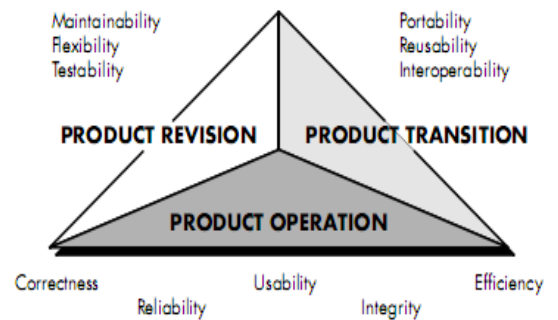 Maintainability
Flexibility
Testability
Portability
Reusability
Interoperability
PRODUCT REVISION
PRODUCT TRANSITION
PRODUCT OPERATION
Correctness
Usability
Efficiency
Reliability
Integrity